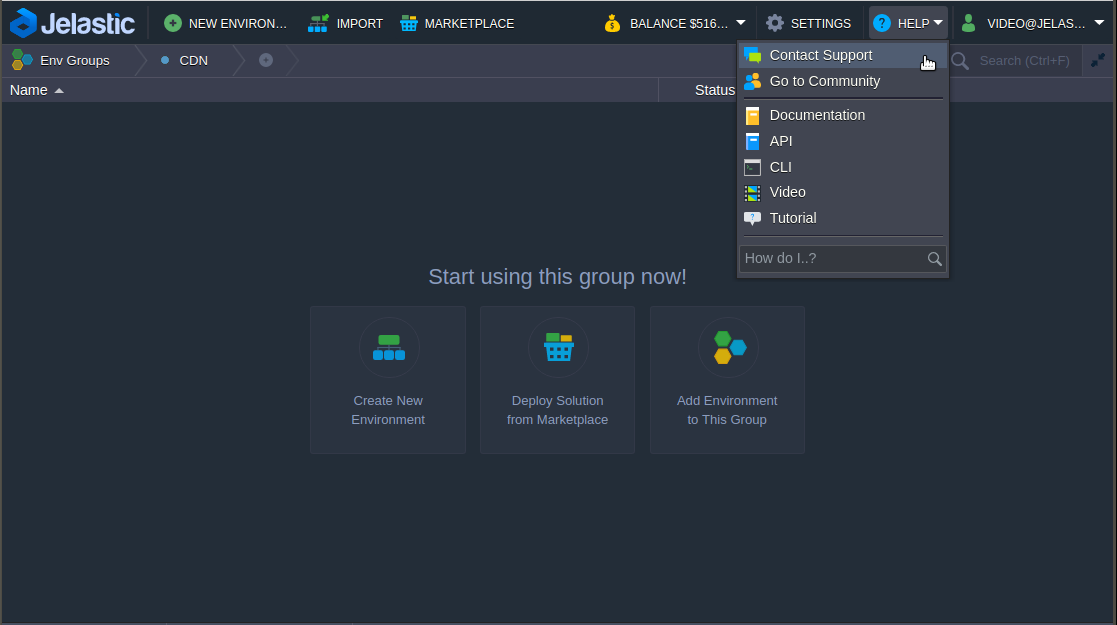 Jelastic
NEW ENVIRON...
IMPORT
MARKETPLACE
BALANCE $516...
SETTINGS
HELP
VIDEO@JELAS...
Env Groups
CDN
Search (Ctrl+F)
Name
Status
Contact Support
Go to Community
Documentation
API
CLI
Video
Tutorial
How do I..?
Start using this group now!
Create New
Environment
Deploy Solution
from Marketplace
Add Environment
to This Group